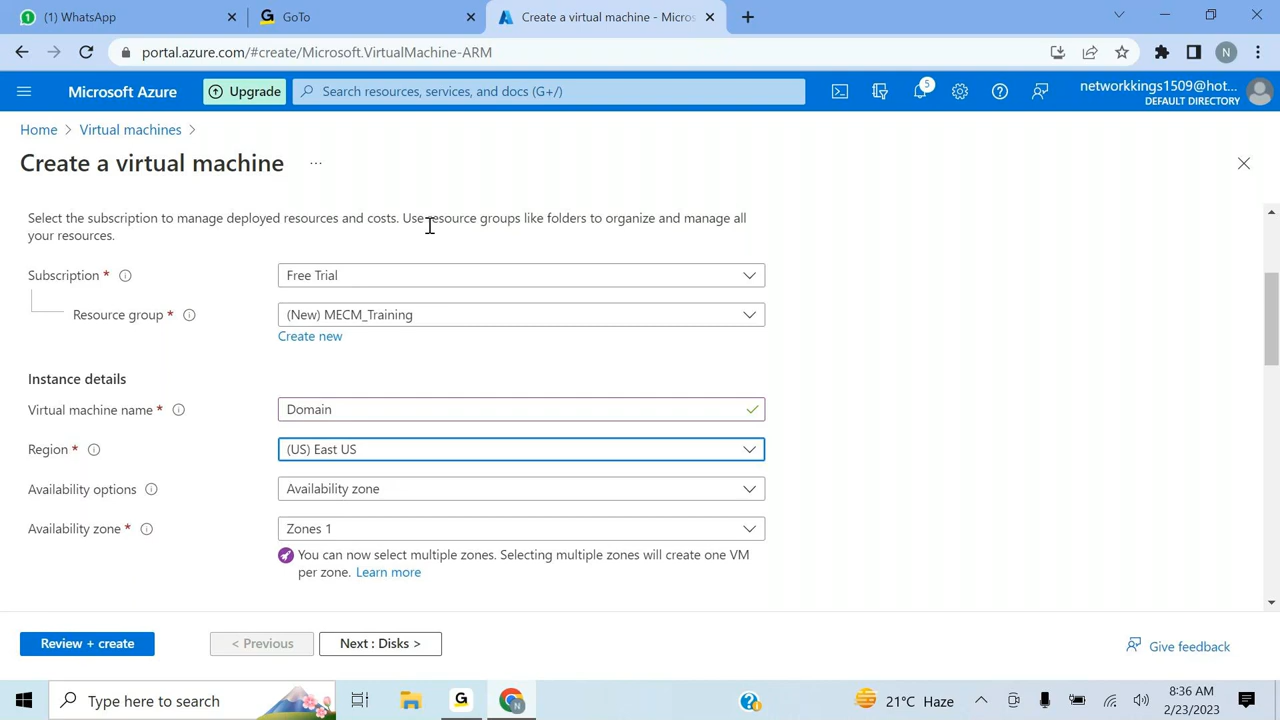 (1) WhatsApp
GoTo
Create a virtual machine - Micros
portal.azure.com/#create/Microsoft.VirtualMachine-ARM
N
Microsoft Azure
Upgrade
Search resources, services, and docs (G+/)
5
networkkings1509@hot...
DEFAULT DIRECTORY
Home > Virtual machines >
Create a virtual machine ...
Select the subscription to manage deployed resources and costs. Use resource groups like folders to organize and manage all
your resources.
Subscription *
Free Trial
Resource group *
(New) MECM_Training
Create new
Instance details
Virtual machine name *
Domain
Region *
(US) East US
Availability options
Availability zone
Availability zone *
Zones 1
You can now select multiple zones. Selecting multiple zones will create one VM
per zone. Learn more
Review + create
< Previous
Next : Disks >
Give feedback
Type here to search
21°C Haze
8:36 AM
2/23/2023